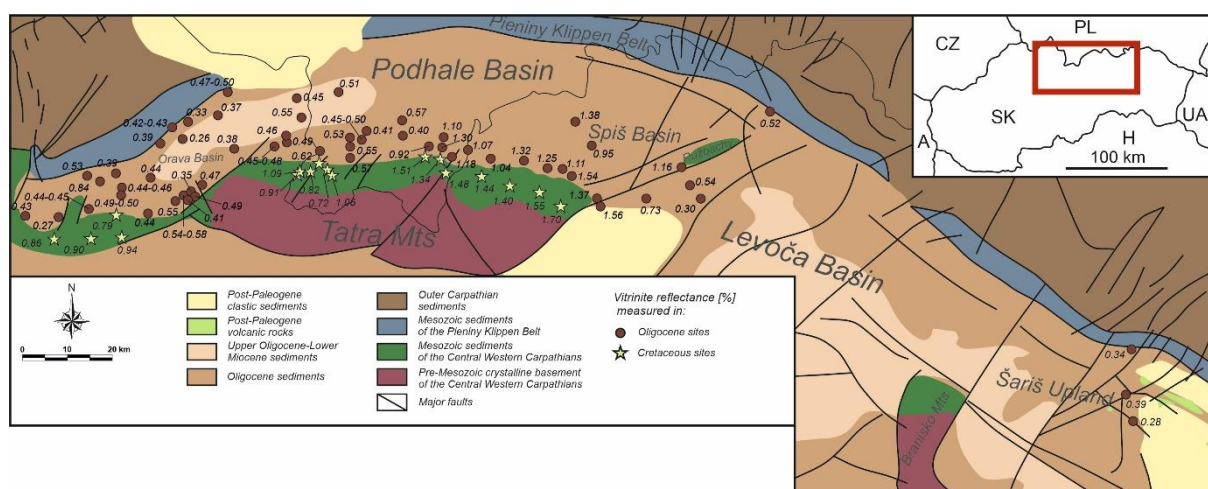 Pieniny Klippen Belt
Podhale Basin
PL
CZ
SK
UA
A
H
100 km
0.47-0.50
0.51
0.45
0.37
0.33
0.42-0.43
0.39
0.26
0.38
0.55
0.46
0.49
0.45-0.50
0.57
0.41
0.40
0.53
0.55
0.57
0.62
0.45-0.48
1.10
1.30
1.07
0.92
1.38
Spiš Basin
0.95
0.52
Orava Basin
0.53
0.39
0.84
0.44
0.44-0.46
0.35
0.47
0.44-0.45
0.43
0.27
0.49-0.50
0.79
0.44
0.55
0.49
0.41
0.54-0.58
0.86
0.90
0.94
1.09
0.91
0.82
0.72
1.06
1.51
1.34
1.18
1.48
1.04
1.32
1.25
1.11
1.54
1.44
1.40
1.55
1.37
1.70
1.56
0.73
1.16
0.54
0.30
Tatra Mts
Levoča Basin
0.34
Šariš Upland
0.39
0.28
Branisko Mts
N
0 10 20 km
Post-Paleogene
clastic sediments
Post-Paleogene
volcanic rocks
Upper Oligocene-Lower
Miocene sediments
Oligocene sediments
Outer Carpathian
sediments
Mesozoic sediments
of the Pieniny Klippen Belt
Mesozoic sediments
of the Central Western Carpathians
Pre-Mesozoic crystalline basement
of the Central Western Carpathians
Major faults
Vitrinite reflectance [%]
measured in:
Oligocene sites
Cretaceous sites